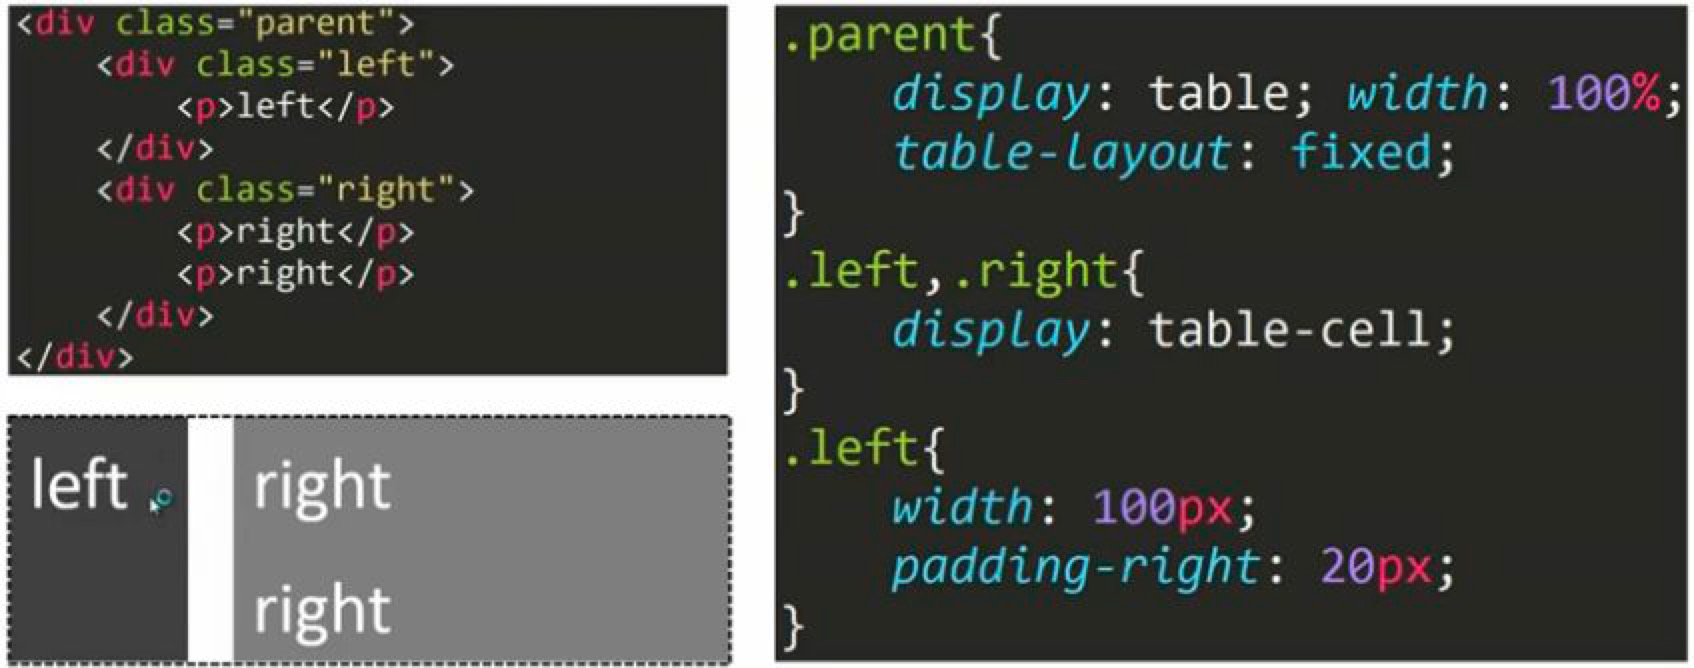 <div class="parent">
<div class="left">
<p>left</p>
</div>
<div class="right">
<p>right</p>
<p>right</p>
</div>
</div>
left
right
right
.parent{
display: table; width: 100%;
table-layout: fixed;
}
.left,.right{
display: table-cell;
}
.left{
width: 100px;
padding-right: 20px;
}